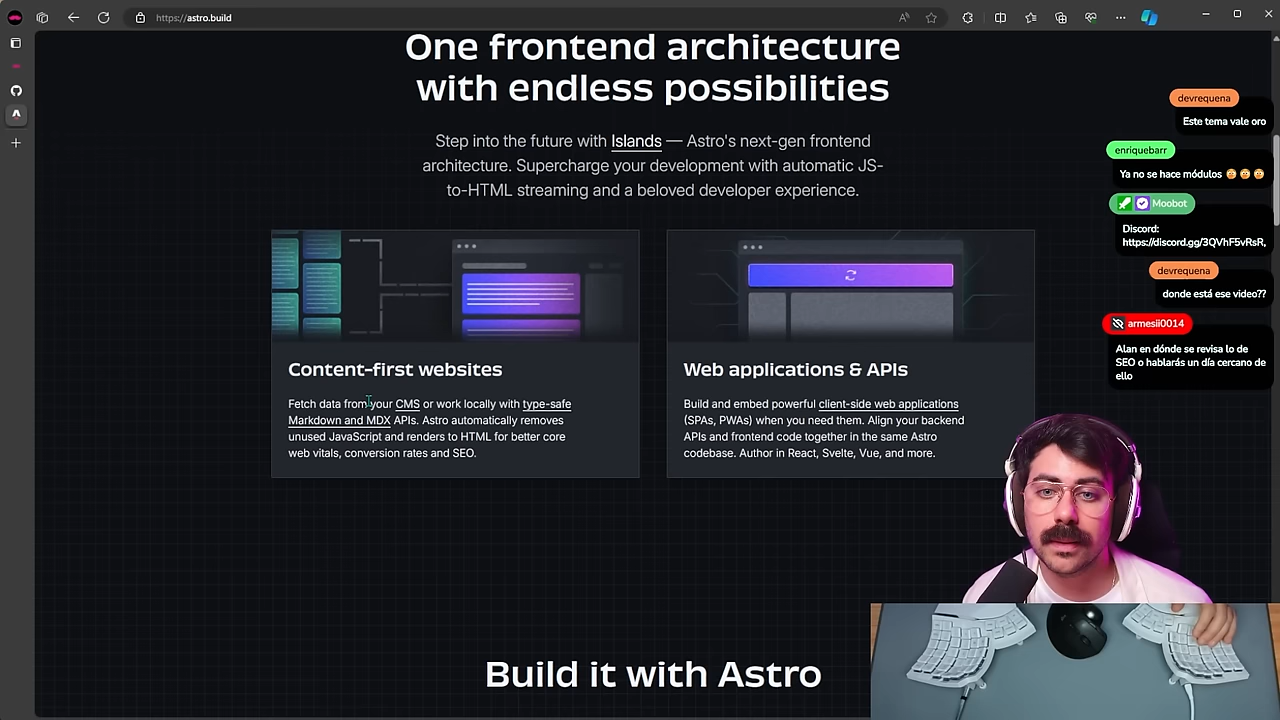 https://astro.build
One frontend architecture
with endless possibilities
Step into the future with Islands — Astro's next-gen frontend
architecture. Supercharge your development with automatic JS-
to-HTML streaming and a beloved developer experience.
Content-first websites
Fetch data from your CMS or work locally with type-safe
Markdown and MDX APIs. Astro automatically removes
unused JavaScript and renders to HTML for better core
web vitals, conversion rates and SEO.
Web applications & APIs
Build and embed powerful client-side web applications
(SPAs, PWAs) when you need them. Align your backend
APIs and frontend code together in the same Astro
codebase. Author in React, Svelte, Vue, and more.
Build it with Astro
devrequena
Este tema vale oro
enriquebarr
Ya no se hace módulos 😳 😳 😳
Moobot
Discord:
https://discord.gg/3QVhF5vRsR,
devrequena
donde está ese video??
armesii0014
Alan en dónde se revisa lo de
SEO o hablarás un día cercano de
ello